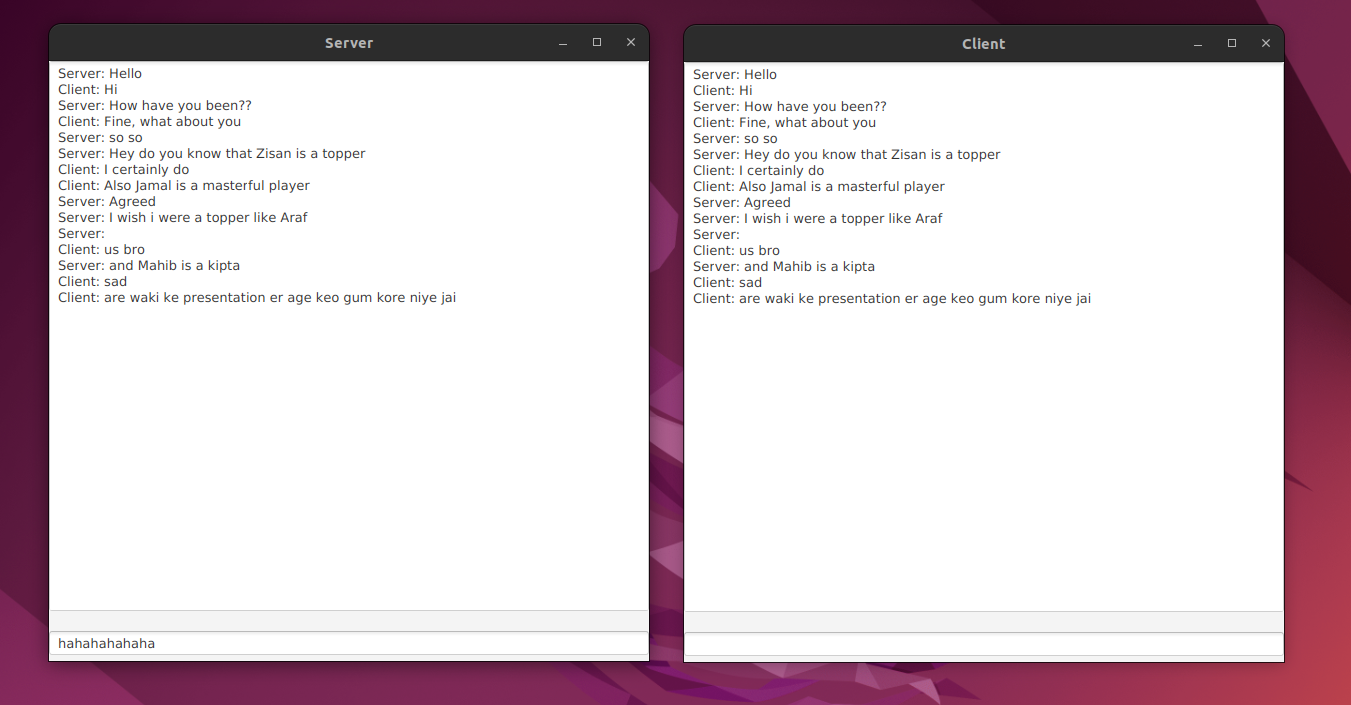 Server
Server: Hello
Client: Hi
Server: How have you been??
Client: Fine, what about you
Server: so so
Server: Hey do you know that Zisan is a topper
Client: I certainly do
Client: Also Jamal is a masterful player
Server: Agreed
Server: I wish i were a topper like Araf
Server:
Client: us bro
Server: and Mahib is a kipta
Client: sad
Client: are waki ke presentation er age keo gum kore niye jai
hahahahahaha
Client
Server: Hello
Client: Hi
Server: How have you been??
Client: Fine, what about you
Server: so so
Server: Hey do you know that Zisan is a topper
Client: I certainly do
Client: Also Jamal is a masterful player
Server: Agreed
Server: I wish i were a topper like Araf
Server:
Client: us bro
Server: and Mahib is a kipta
Client: sad
Client: are waki ke presentation er age keo gum kore niye jai